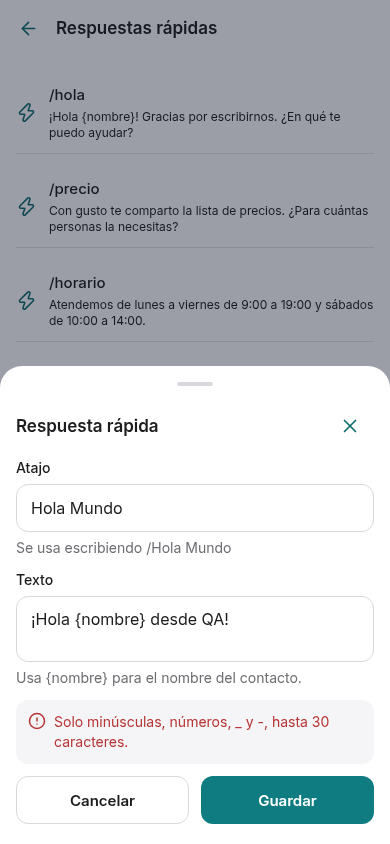 Respuestas rápidas
/hola
¡Hola {nombre}! Gracias por escribirnos. ¿En qué te
puedo ayudar?
/precio
Con gusto te comparto la lista de precios. ¿Para cuántas
personas la necesitas?
/horario
Atendemos de lunes a viernes de 9:00 a 19:00 y sábados
de 10:00 a 14:00.
Respuesta rápida
Atajo
Hola Mundo
Se usa escribiendo /Hola Mundo
Texto
¡Hola {nombre} desde QA!
Usa {nombre} para el nombre del contacto.
Solo minúsculas, números, _ y -, hasta 30
caracteres.
Cancelar
Guardar